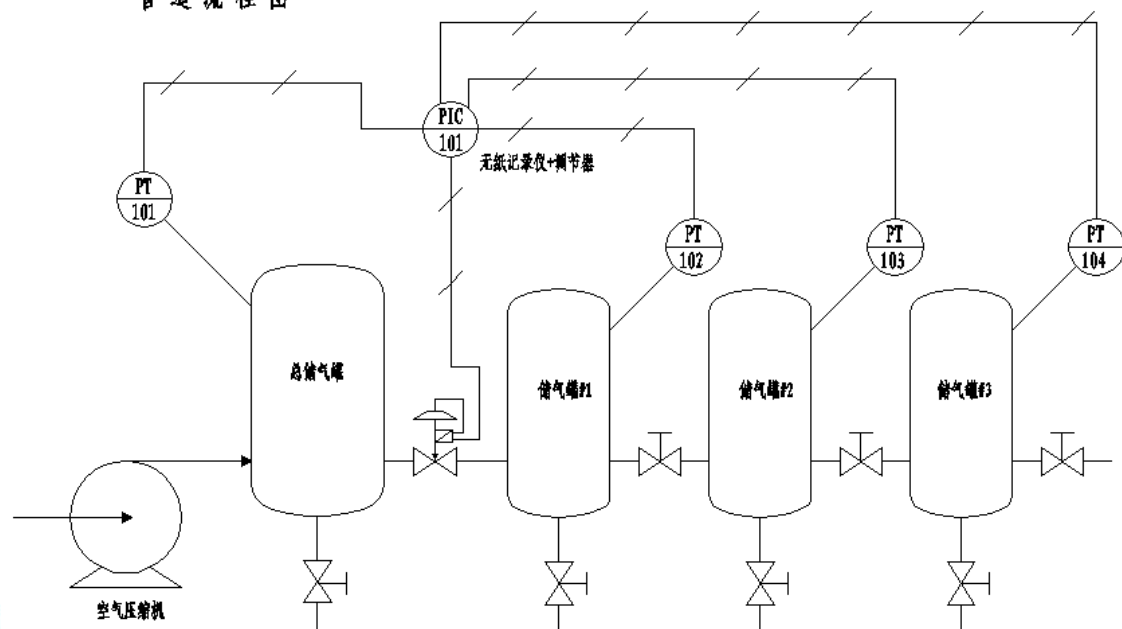 管道流程图
PIC
101
无纸记录仪+调节器
PT
101
PT
102
PT
103
PT
104
总储气罐
储气罐#1
储气罐#2
储气罐#3
空气压缩机